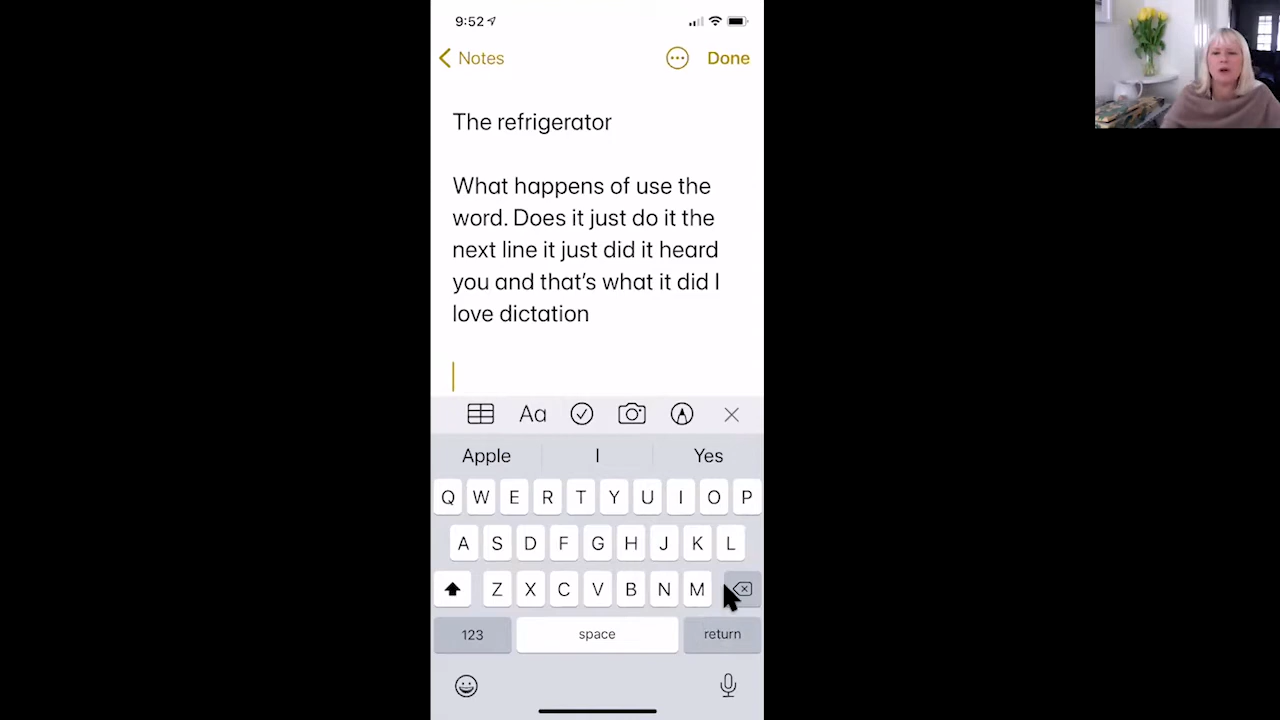 9:52
Notes
Done
The refrigerator
What happens of use the
word. Does it just do it the
next line it just did it heard
you and that's what it did I
love dictation
Aa
Apple I Yes
Q W E R T Y U I O P
A S D F G H J K L
Z X C V B N M
123 space return